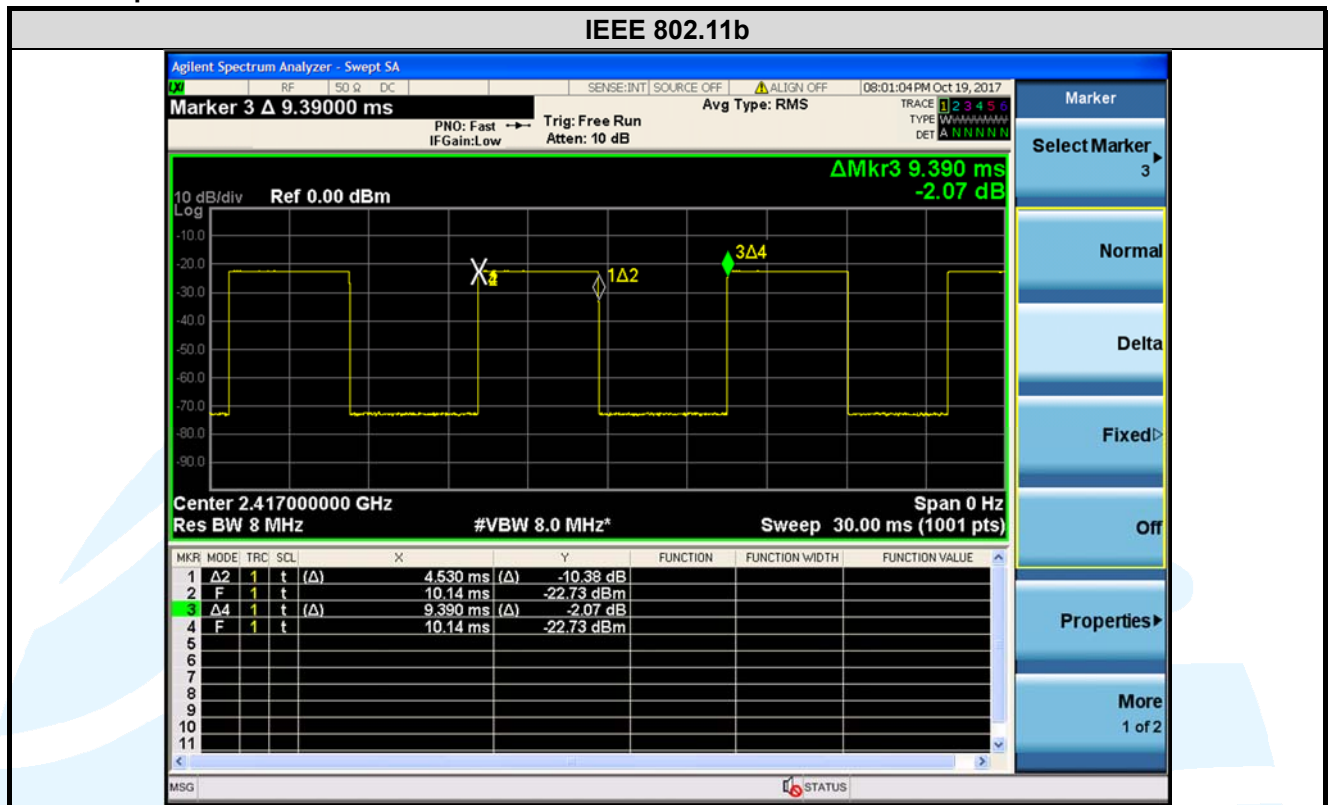 IEEE 802.11b
Agilent Spectrum Analyzer - Swept SA
LXI RF 50 Ω DC SENSE:INT SOURCE OFF ALIGN OFF 08:01:04 PM Oct 19, 2017
Marker 3 Δ 9.39000 ms
PNO: Fast
IFGain:Low
Trig: Free Run
Atten: 10 dB
Avg Type: RMS
TRACE 1 2 3 4 5 6
TYPE W
DET A N N N N N
ΔMkr3 9.390 ms
-2.07 dB
10 dB/div Ref 0.00 dBm
Log
-10.0
-20.0
-30.0
-40.0
-50.0
-60.0
-70.0
-80.0
-90.0
3Δ4
1Δ2
Center 2.417000000 GHz Span 0 Hz
Res BW 8 MHz #VBW 8.0 MHz* Sweep 30.00 ms (1001 pts)
MKR MODE TRC SCL X Y FUNCTION FUNCTION WIDTH FUNCTION VALUE
1 Δ2 1 t (Δ) 4.530 ms (Δ) -10.38 dB
2 F 1 t 10.14 ms -22.73 dBm
3 Δ4 1 t (Δ) 9.390 ms (Δ) -2.07 dB
4 F 1 t 10.14 ms -22.73 dBm
5
6
7
8
9
10
11
MSG STATUS
Marker
Select Marker
3
Normal
Delta
Fixed
Off
Properties
More
1 of 2